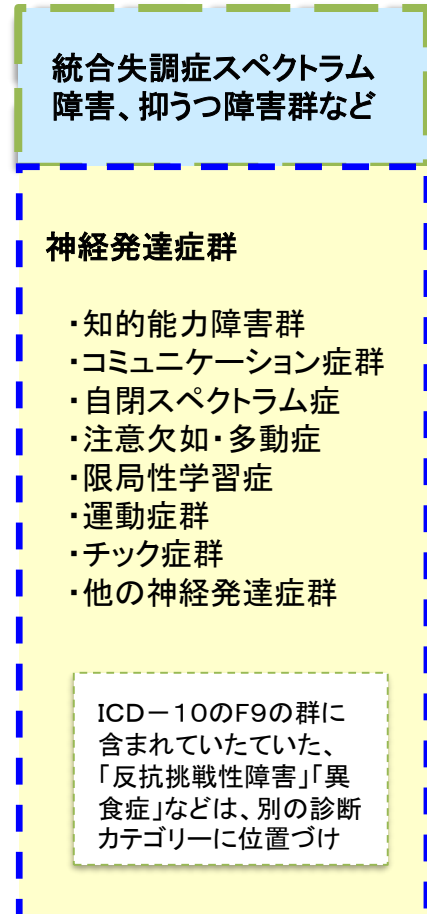 統合失調症スペクトラム
障害、抑うつ障害群など
神経発達症群
・知的能力障害群
・コミュニケーション症群
・自閉スペクトラム症
・注意欠如・多動症
・限局性学習症
・運動症群
・チック症群
・他の神経発達症群
ICD－10のF9の群に
含まれていたていた、
「反抗挑戦性障害」「異
食症」などは、別の診断
カテゴリーに位置づけ